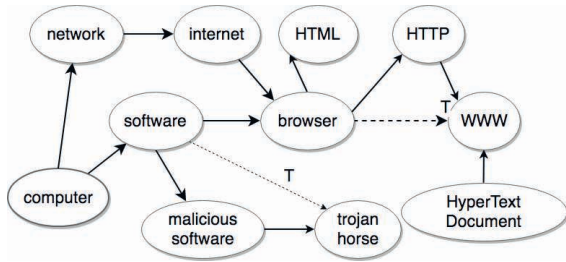 network
internet
HTML
HTTP
T
software
browser
WWW
T
computer
malicious
software
trojan
horse
HyperText
Document